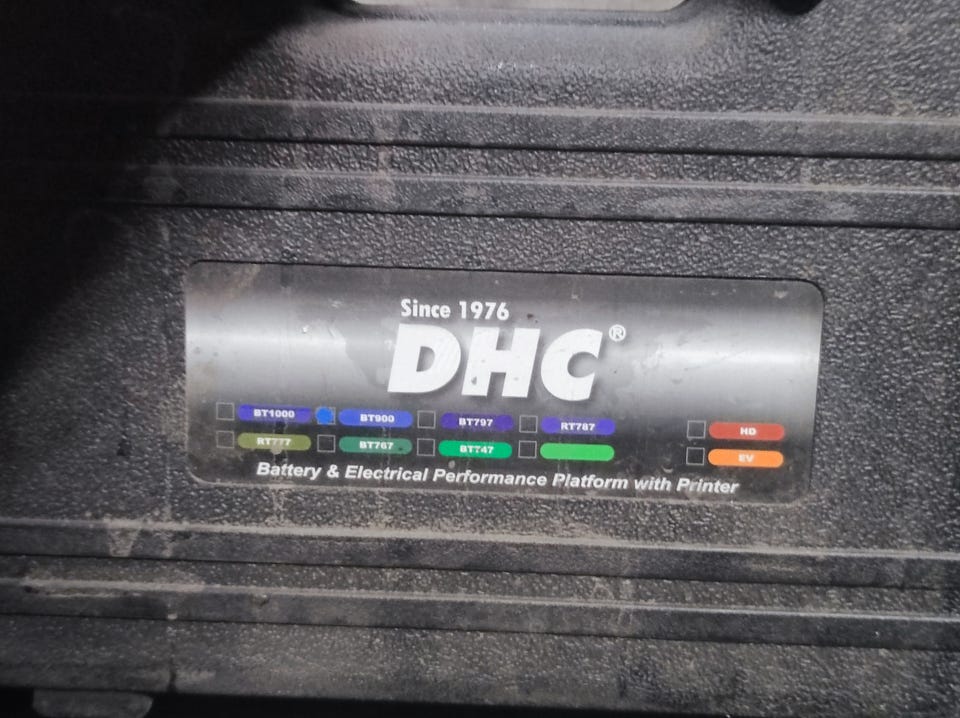 Since 1976
DHC®
BT1000 BT900 BT797 RT787 HD
RT777 BT767 BT747 EV
Battery & Electrical Performance Platform with Printer